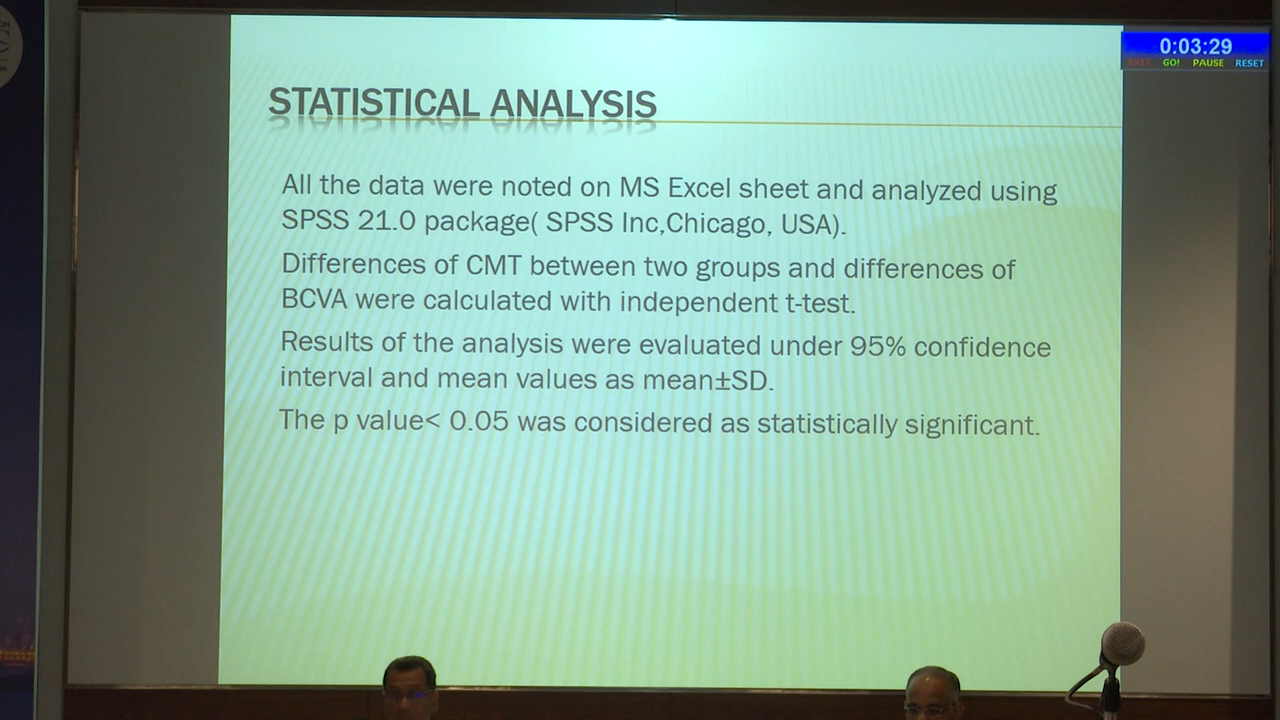 0:03:29
GO! PAUSE RESET
STATISTICAL ANALYSIS
All the data were noted on MS Excel sheet and analyzed using
SPSS 21.0 package( SPSS Inc,Chicago, USA).
Differences of CMT between two groups and differences of
BCVA were calculated with independent t-test.
Results of the analysis were evaluated under 95% confidence
interval and mean values as mean±SD.
The p value< 0.05 was considered as statistically significant.